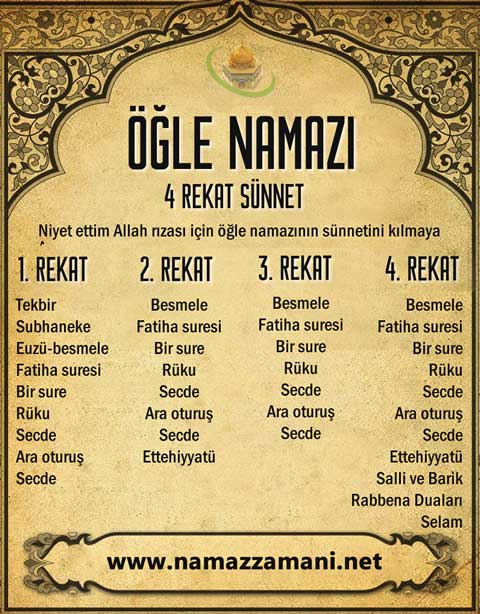 ÖĞLE NAMAZI
4 REKAT SÜNNET
Niyet ettim Allah rızası için öğle namazının sünnetini kılmaya
1. REKAT
Tekbir
Subhaneke
Euzü-besmele
Fatiha suresi
Bir sure
Rüku
Secde
Ara oturuş
Secde
2. REKAT
Besmele
Fatiha suresi
Bir sure
Rüku
Secde
Ara oturuş
Secde
Ettehiyyatü
3. REKAT
Besmele
Fatiha suresi
Bir sure
Rüku
Secde
Ara oturuş
Secde
4. REKAT
Besmele
Fatiha suresi
Bir sure
Rüku
Secde
Ara oturuş
Secde
Ettehiyyatü
Salli ve Barik
Rabbena Duaları
Selam
www.namazzamani.net